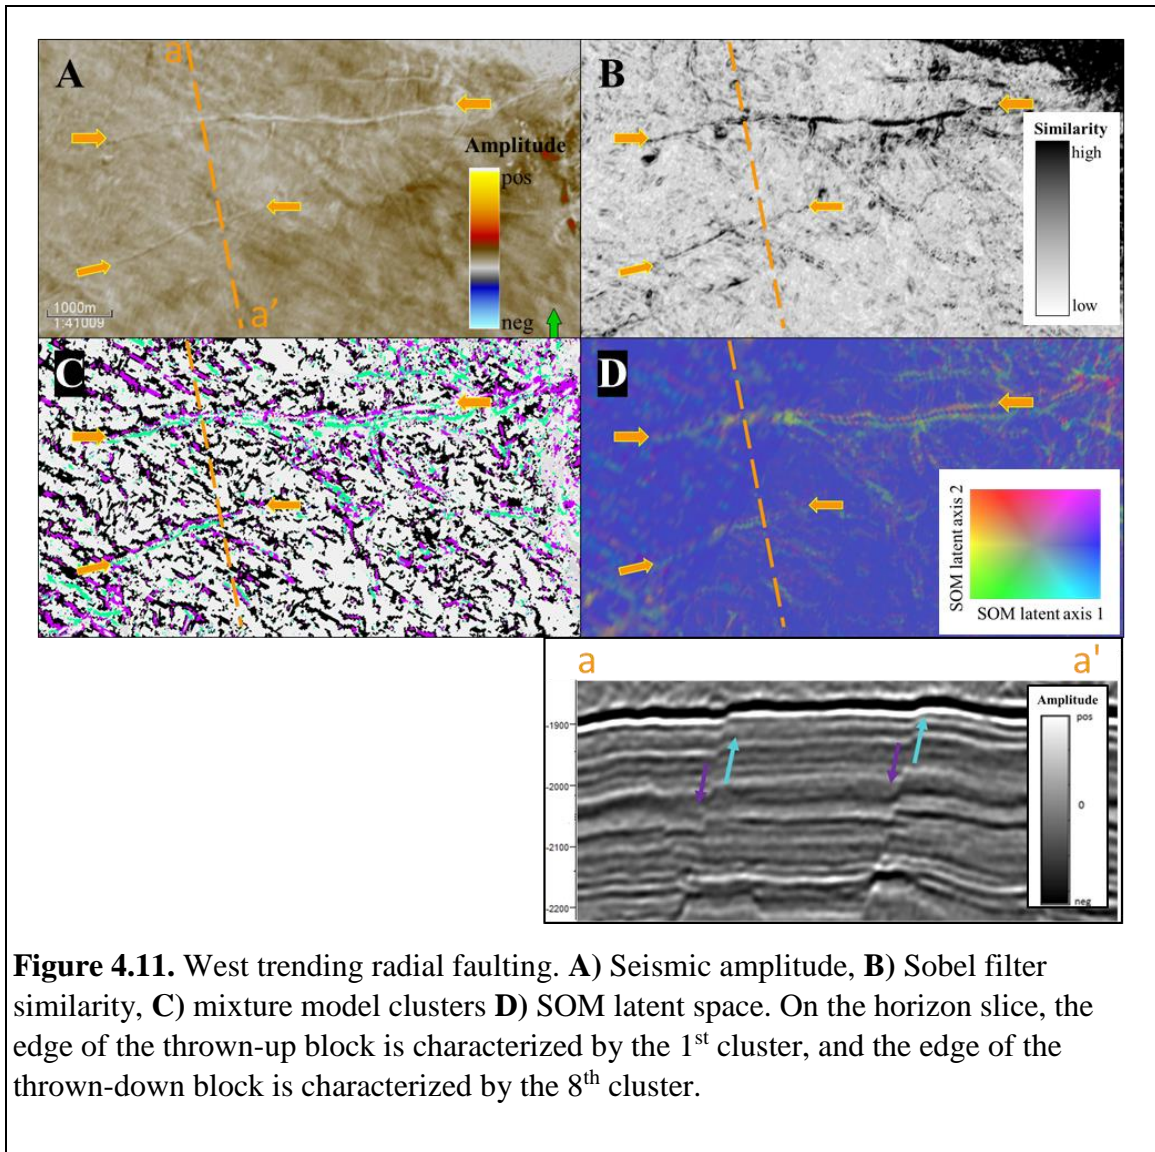 A
a
Amplitude
pos
neg
a'
1000m
1:41009
B
Similarity
high
low
C
D
SOM latent axis 2
SOM latent axis 1
a
a'
-1900
-2000
-2100
-2200
Amplitude
pos
0
neg
Figure 4.11. West trending radial faulting. A) Seismic amplitude, B) Sobel filter
similarity, C) mixture model clusters D) SOM latent space. On the horizon slice, the
edge of the thrown-up block is characterized by the 1st cluster, and the edge of the
thrown-down block is characterized by the 8th cluster.